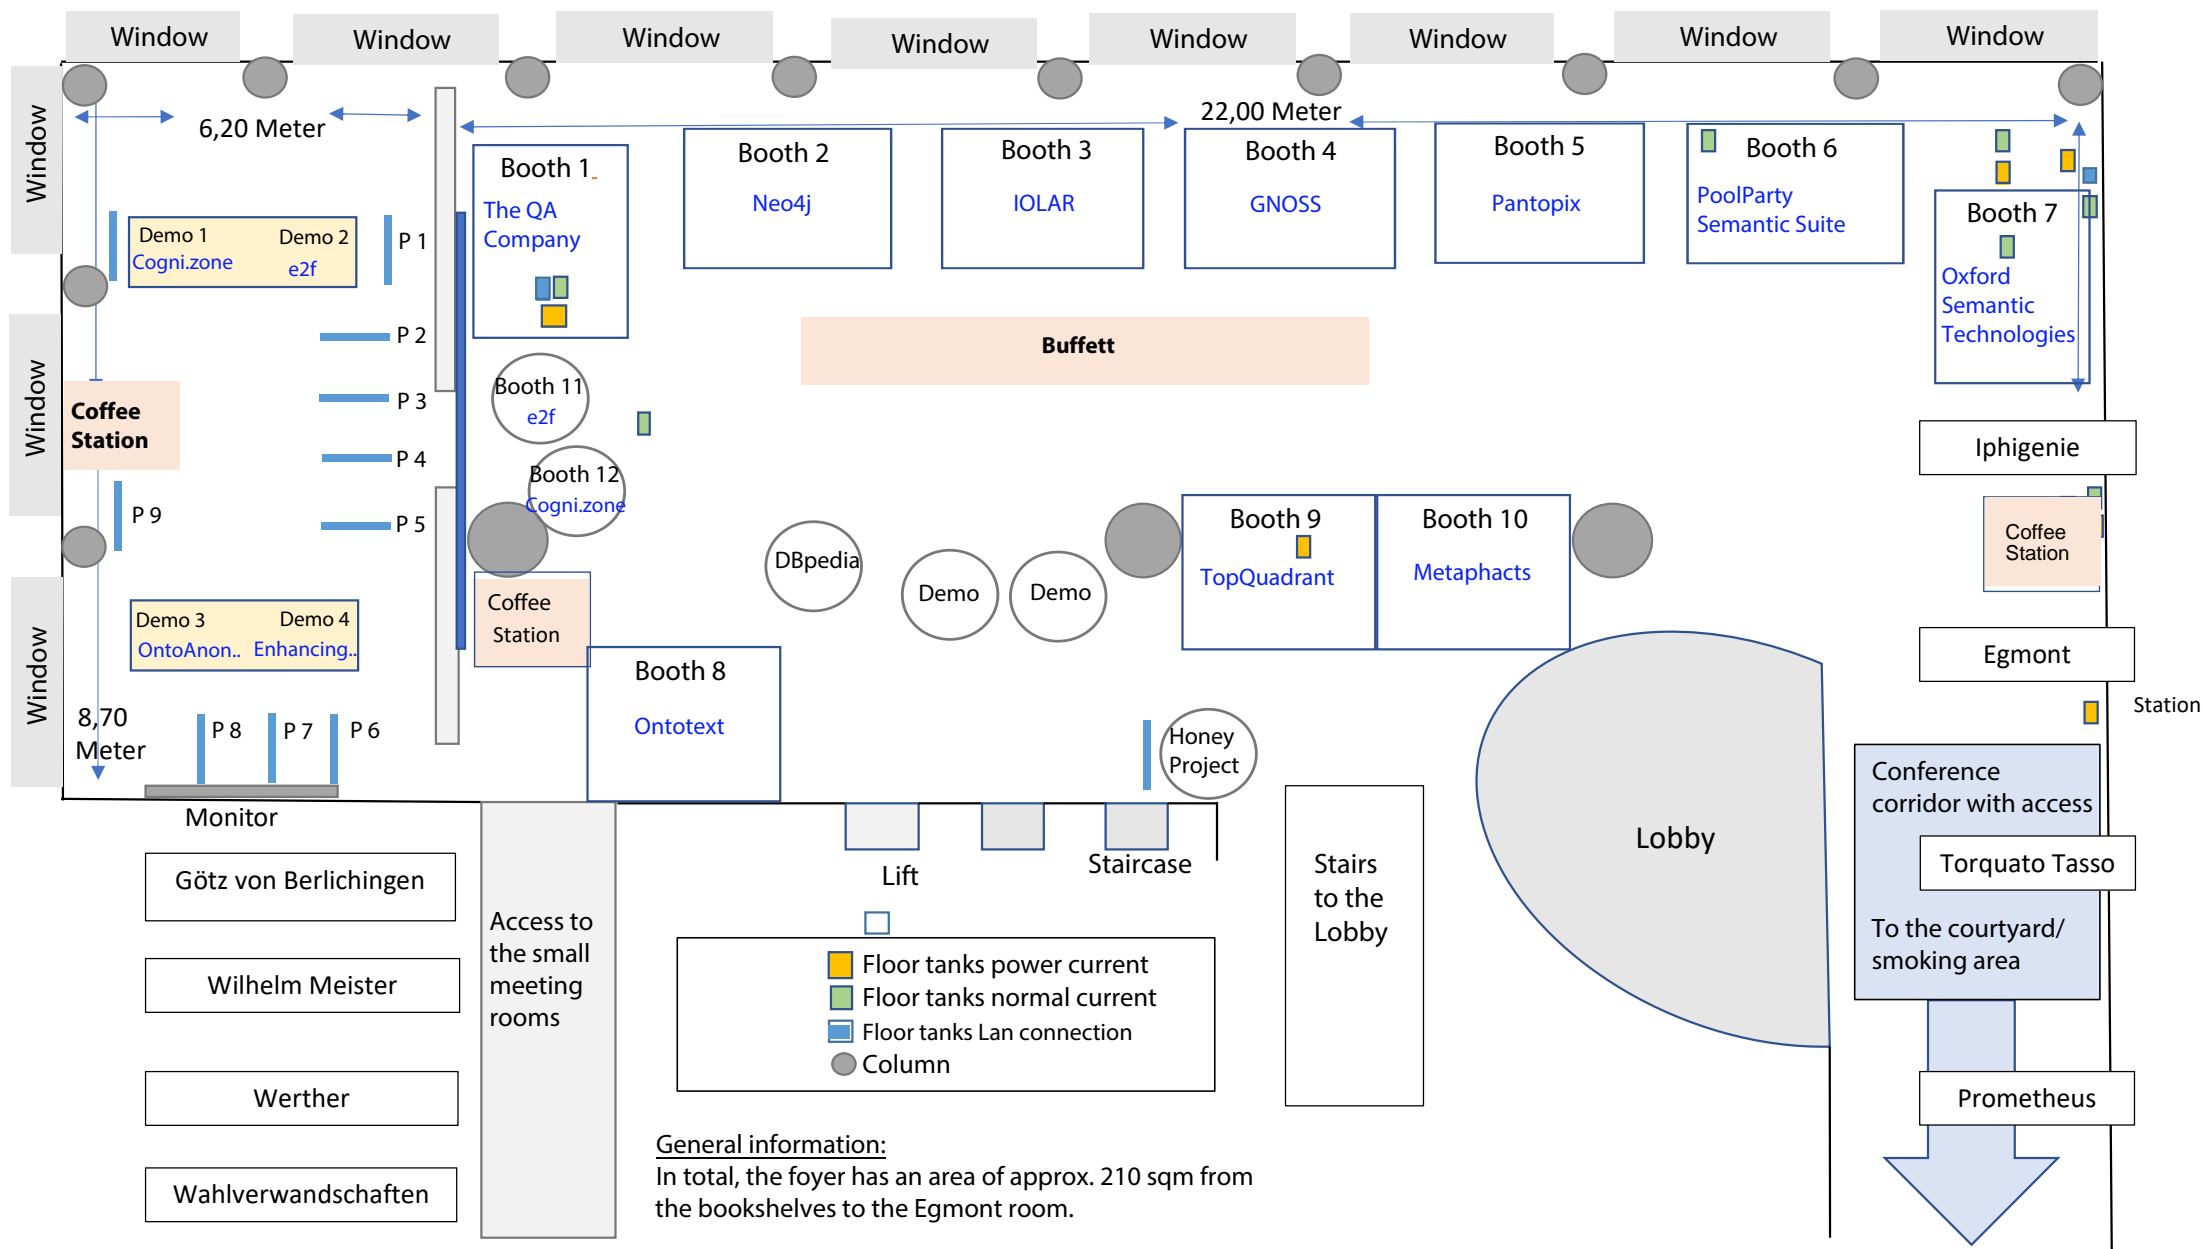 Window
Window
Window
Window
Window
Window
Window
Window
Window
Window
Window
6,20 Meter
22,00 Meter
Booth 1
The QA
Company
Booth 2
Neo4j
Booth 3
IOLAR
Booth 4
GNOSS
Booth 5
Pantopix
Booth 6
PoolParty
Semantic Suite
Booth 7
Oxford
Semantic
Technologies
Demo 1
Cogni.zone
Demo 2
e2f
P 1
P 2
P 3
P 4
P 5
Coffee
Station
P 9
Booth 11
e2f
Booth 12
Cogni.zone
Buffett
Iphigenie
Coffee
Station
Egmont
Station
DBpedia
Demo
Demo
Booth 9
TopQuadrant
Booth 10
Metaphacts
Coffee
Station
Demo 3
OntoAnon..
Demo 4
Enhancing..
Booth 8
Ontotext
8,70
Meter
P 8
P 7
P 6
Monitor
Honey
Project
Lift
Staircase
Stairs
to the
Lobby
Lobby
Conference
corridor with access
Torquato Tasso
To the courtyard/
smoking area
Prometheus
Götz von Berlichingen
Wilhelm Meister
Werther
Wahlverwandschaften
Access to
the small
meeting
rooms
Floor tanks power current
Floor tanks normal current
Floor tanks Lan connection
Column
General information:
In total, the foyer has an area of approx. 210 sqm from
the bookshelves to the Egmont room.